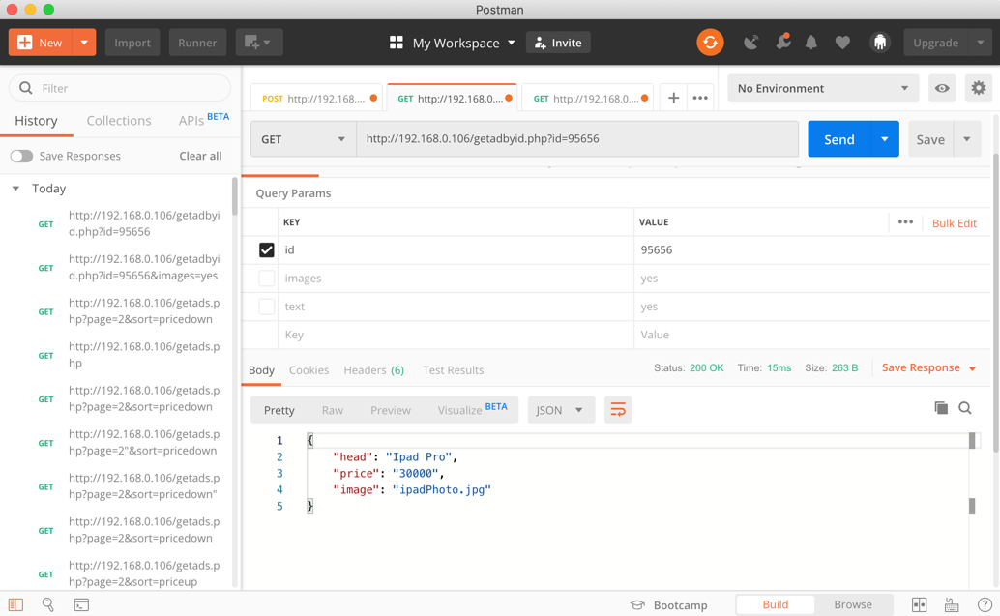 Postman
New
Import
Runner
My Workspace
Invite
Upgrade
Filter
History
Collections
APIs BETA
Save Responses
Clear all
Today
GET
http://192.168.0.106/getadbyi
d.php?id=95656
GET
http://192.168.0.106/getadbyi
d.php?id=95656&images=yes
GET
http://192.168.0.106/getads.p
hp?page=2&sort=pricedown
GET
http://192.168.0.106/getads.p
hp
GET
http://192.168.0.106/getads.p
hp?page=2&sort=pricedown
GET
http://192.168.0.106/getads.p
hp?page=2"&sort=pricedown
GET
http://192.168.0.106/getads.p
hp?page=2&sort=pricedown"
GET
http://192.168.0.106/getads.p
hp?page=2&sort=pricedown
GET
http://192.168.0.106/getads.p
hp?page=2&sort=priceup
POST http://192.168....
GET http://192.168.0....
GET http://192.168.0...
No Environment
GET
http://192.168.0.106/getadbyid.php?id=95656
Send
Save
Query Params
KEY VALUE
Bulk Edit
id 95656
images yes
text yes
Key Value
Body Cookies Headers (6) Test Results
Status: 200 OK Time: 15ms Size: 263 B
Save Response
Pretty Raw Preview Visualize BETA JSON
1 {
2 "head": "Ipad Pro",
3 "price": "30000",
4 "image": "ipadPhoto.jpg"
5 }
Bootcamp
Build
Browse